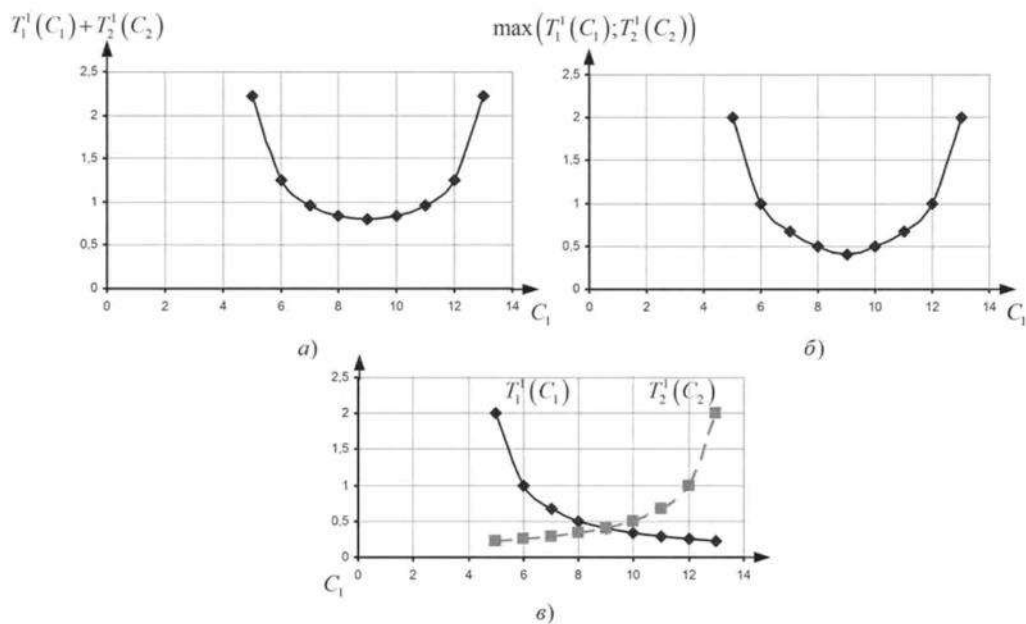 T₁¹(C₁) + T₂¹(C₂)
2,5
2
1,5
1
0,5
0
0 2 4 6 8 10 12 14
C₁
а)
max(T₁¹(C₁);T₂¹(C₂))
2,5
2
1,5
1
0,5
0
0 2 4 6 8 10 12 14
C₁
б)
T₁¹(C₁) T₂¹(C₂)
2,5
2
1,5
1
0,5
0
0 2 4 6 8 10 12 14
C₁
в)